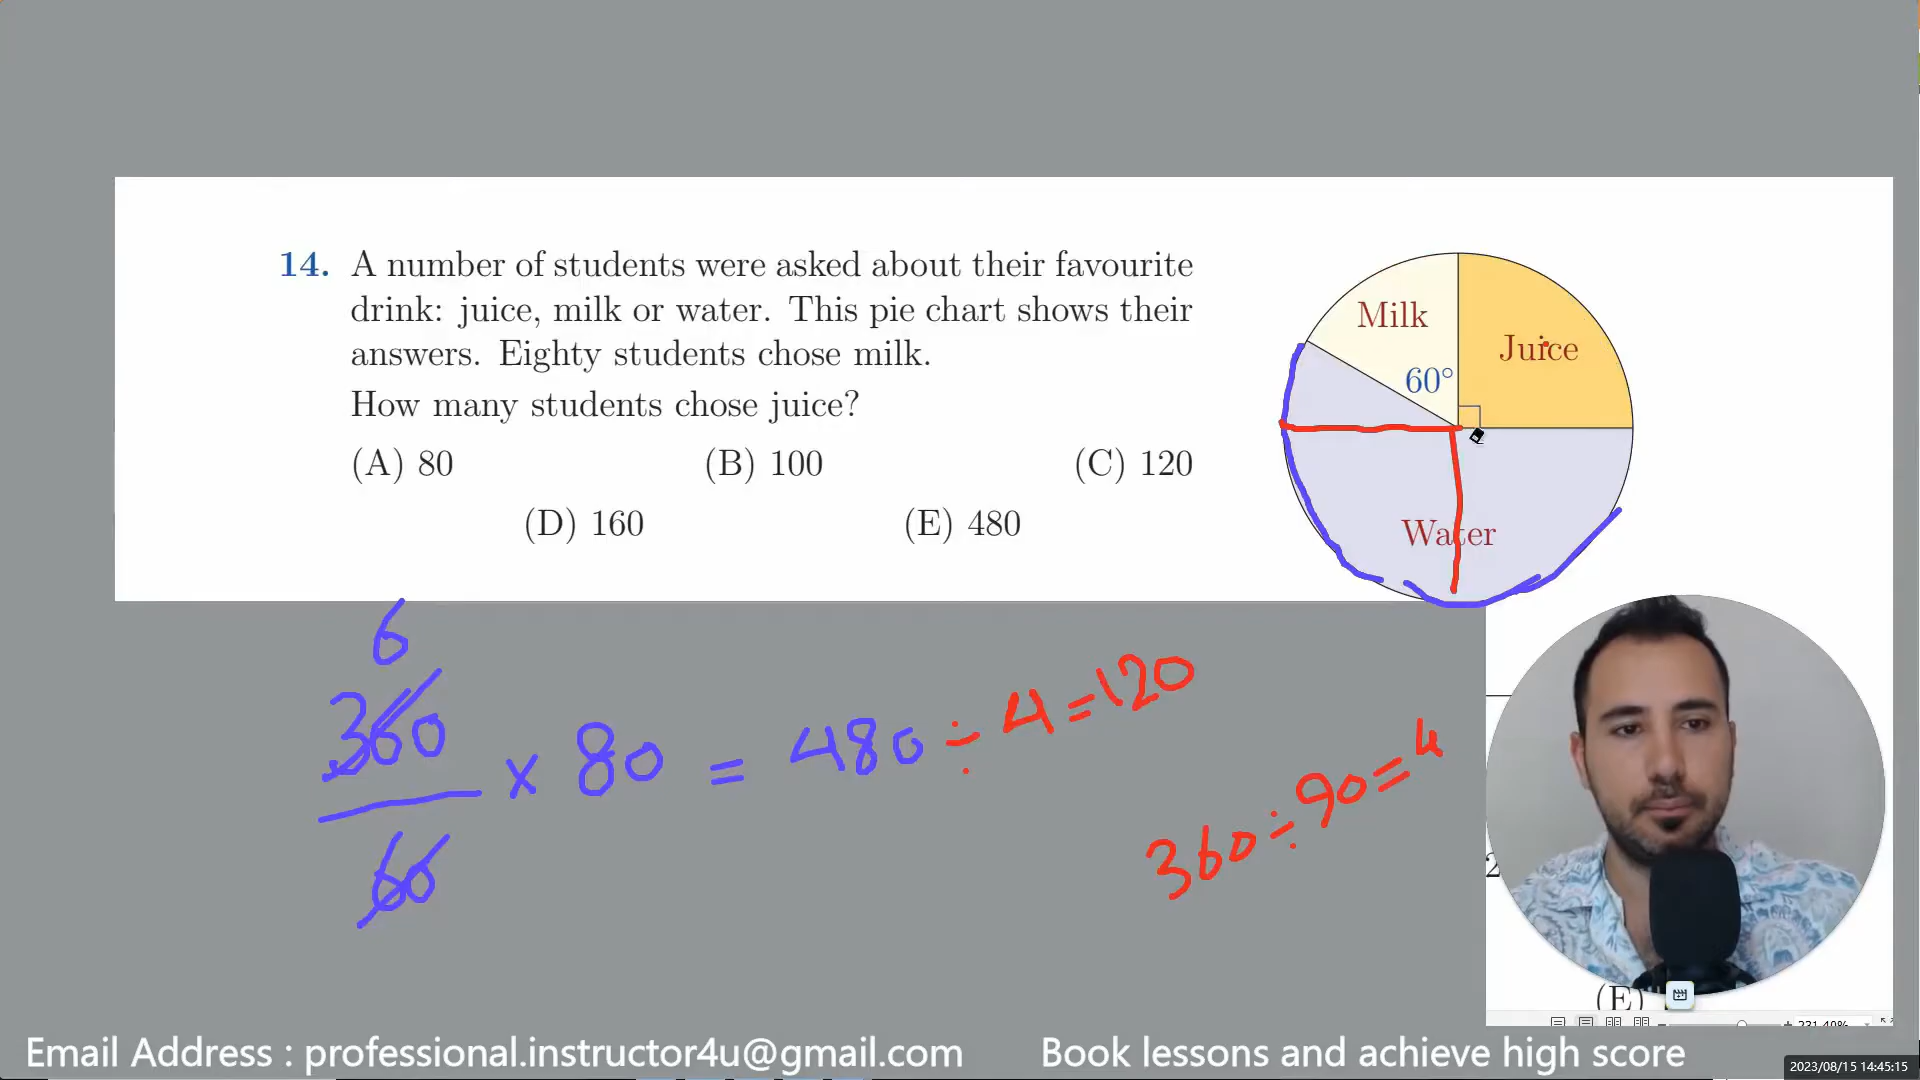 14. A number of students were asked about their favourite
drink: juice, milk or water. This pie chart shows their
answers. Eighty students chose milk.
How many students chose juice?
(A) 80 (B) 100 (C) 120
(D) 160 (E) 480
Milk
Juice
60°
Water
6
360
60
× 80 = 480 ÷ 4 = 120
360 ÷ 90 = 4
2
(E)
231.40%
Email Address : professional.instructor4u@gmail.com Book lessons and achieve high score
2023/08/15 14:45:15